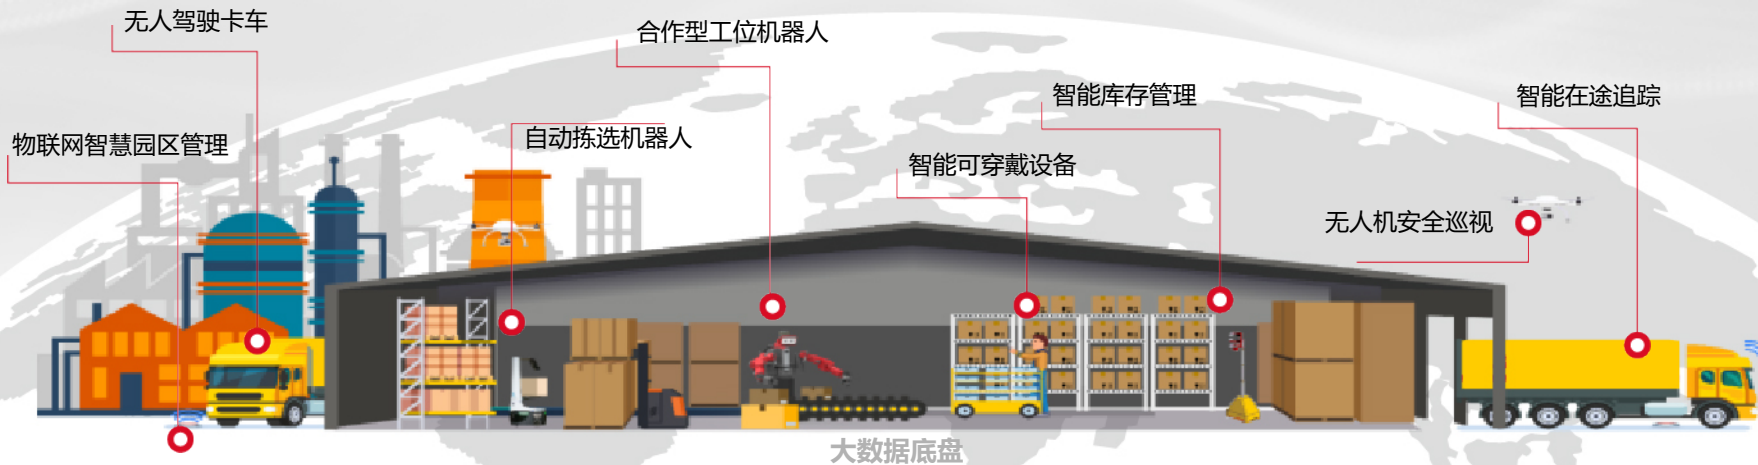 无人驾驶卡车
合作型工位机器人
智能库存管理
智能在途追踪
物联网智慧园区管理
自动拣选机器人
智能可穿戴设备
无人机安全巡视
大数据底盘